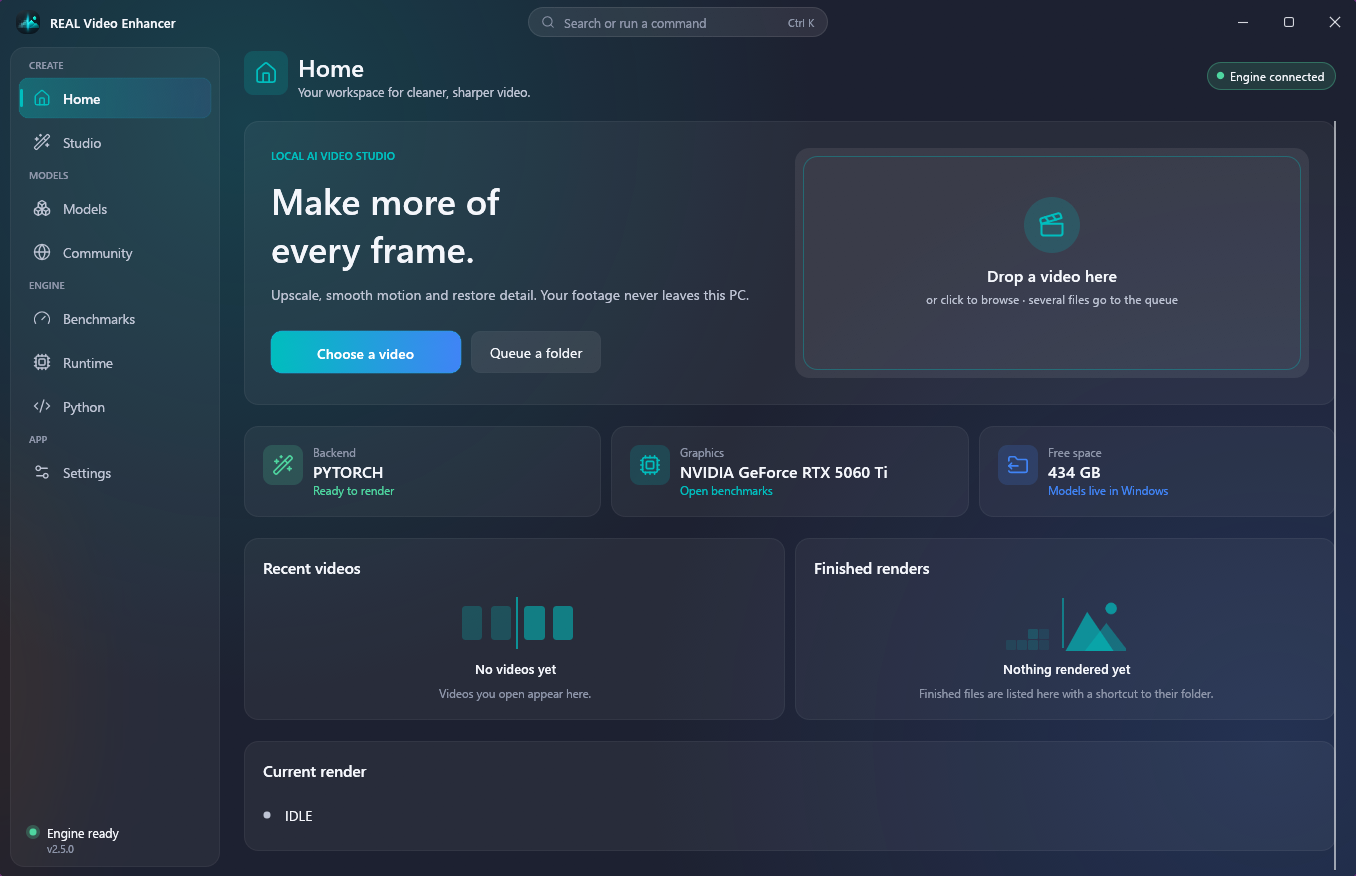 REAL Video Enhancer
Search or run a command
Ctrl K
CREATE
Home
Studio
MODELS
Models
Community
ENGINE
Benchmarks
Runtime
Python
APP
Settings
Engine ready
v2.5.0
Home
Your workspace for cleaner, sharper video.
Engine connected
LOCAL AI VIDEO STUDIO
Make more of
every frame.
Upscale, smooth motion and restore detail. Your footage never leaves this PC.
Choose a video
Queue a folder
Drop a video here
or click to browse · several files go to the queue
Backend
PYTORCH
Ready to render
Graphics
NVIDIA GeForce RTX 5060 Ti
Open benchmarks
Free space
434 GB
Models live in Windows
Recent videos
No videos yet
Videos you open appear here.
Finished renders
Nothing rendered yet
Finished files are listed here with a shortcut to their folder.
Current render
IDLE